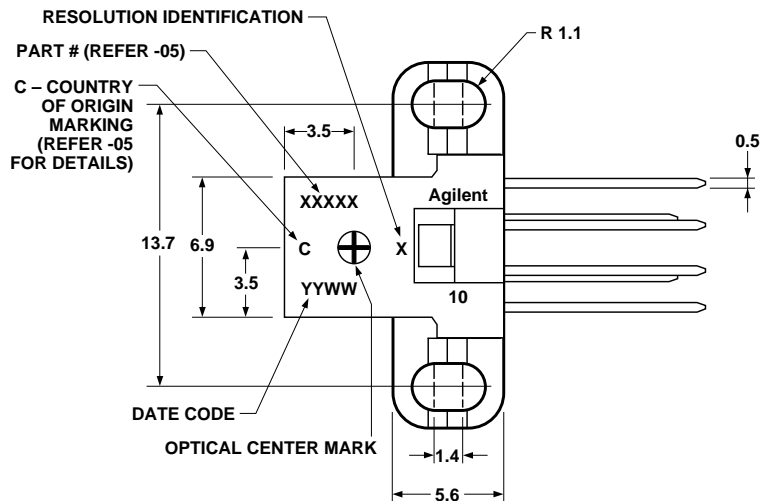 RESOLUTION IDENTIFICATION
PART # (REFER -05)
C – COUNTRY
OF ORIGIN
MARKING
(REFER -05
FOR DETAILS)
R 1.1
3.5
0.5
Agilent
XXXXX
13.7
6.9
C
X
3.5
YYWW
10
DATE CODE
OPTICAL CENTER MARK
1.4
5.6